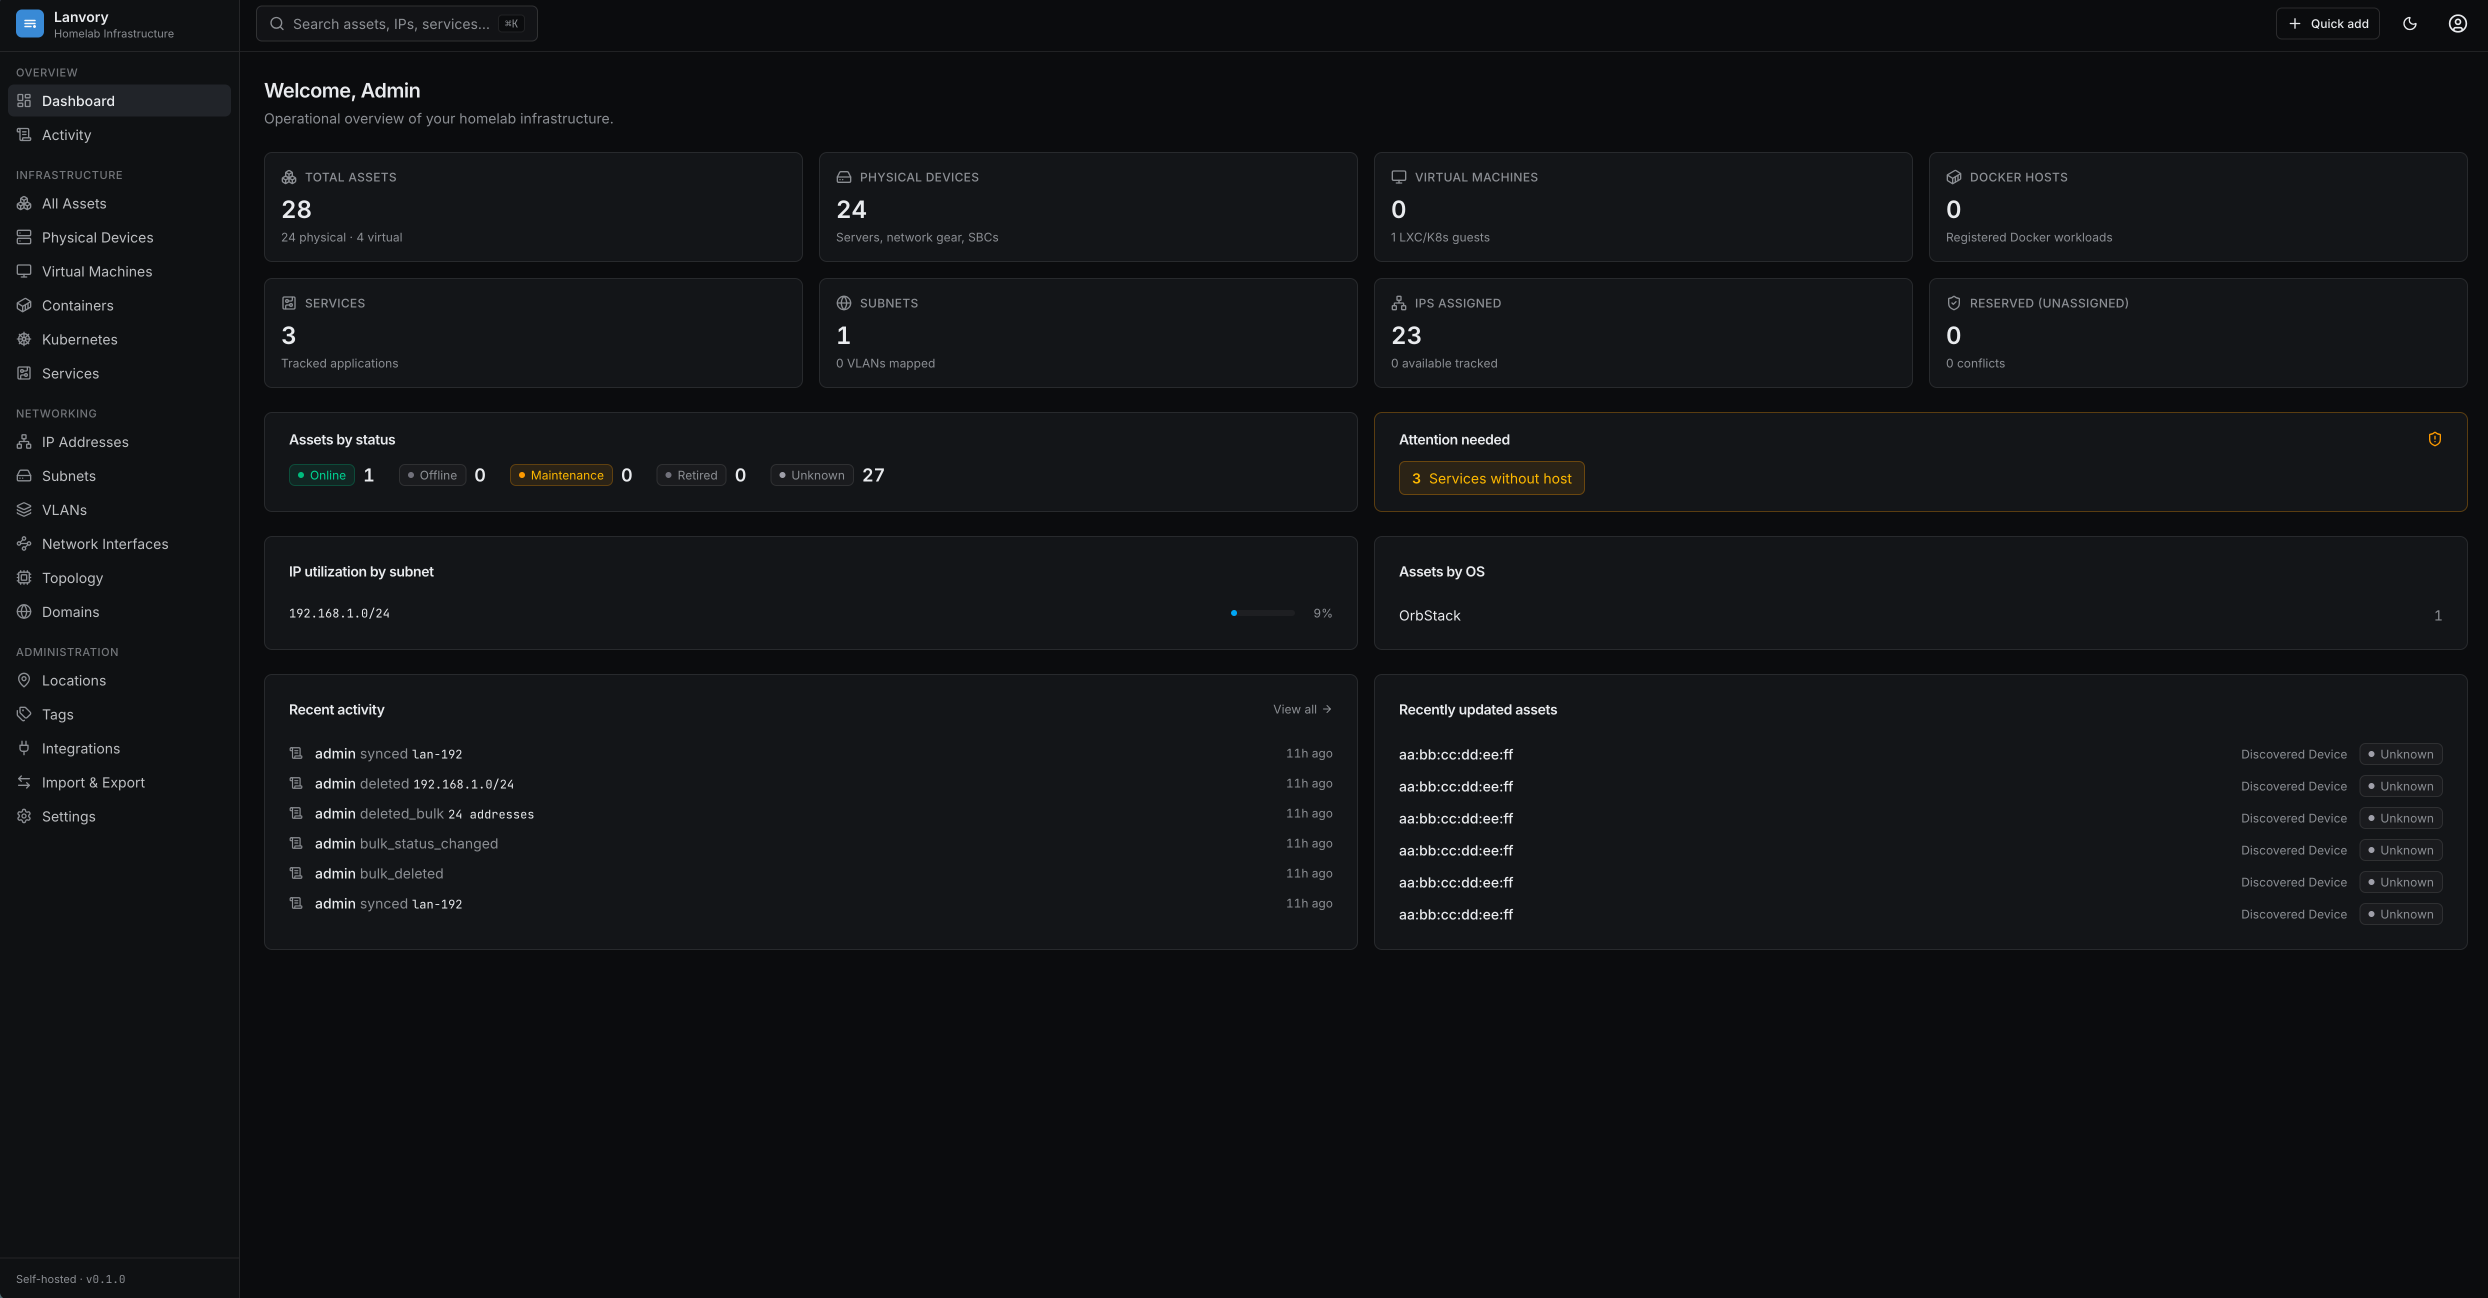 Lanvory
Homelab Infrastructure
Search assets, IPs, services... ⌘K
Quick add
OVERVIEW
Dashboard
Activity
INFRASTRUCTURE
All Assets
Physical Devices
Virtual Machines
Containers
Kubernetes
Services
NETWORKING
IP Addresses
Subnets
VLANs
Network Interfaces
Topology
Domains
ADMINISTRATION
Locations
Tags
Integrations
Import & Export
Settings
Self-hosted · v0.1.0
Welcome, Admin
Operational overview of your homelab infrastructure.
TOTAL ASSETS
28
24 physical · 4 virtual
PHYSICAL DEVICES
24
Servers, network gear, SBCs
VIRTUAL MACHINES
0
1 LXC/K8s guests
DOCKER HOSTS
0
Registered Docker workloads
SERVICES
3
Tracked applications
SUBNETS
1
0 VLANs mapped
IPS ASSIGNED
23
0 available tracked
RESERVED (UNASSIGNED)
0
0 conflicts
Assets by status
Online 1 Offline 0 Maintenance 0 Retired 0 Unknown 27
Attention needed
3 Services without host
IP utilization by subnet
192.168.1.0/24 9%
Assets by OS
OrbStack 1
Recent activity View all →
admin synced lan-192 11h ago
admin deleted 192.168.1.0/24 11h ago
admin deleted_bulk 24 addresses 11h ago
admin bulk_status_changed 11h ago
admin bulk_deleted 11h ago
admin synced lan-192 11h ago
Recently updated assets
aa:bb:cc:dd:ee:ff Discovered Device Unknown
aa:bb:cc:dd:ee:ff Discovered Device Unknown
aa:bb:cc:dd:ee:ff Discovered Device Unknown
aa:bb:cc:dd:ee:ff Discovered Device Unknown
aa:bb:cc:dd:ee:ff Discovered Device Unknown
aa:bb:cc:dd:ee:ff Discovered Device Unknown